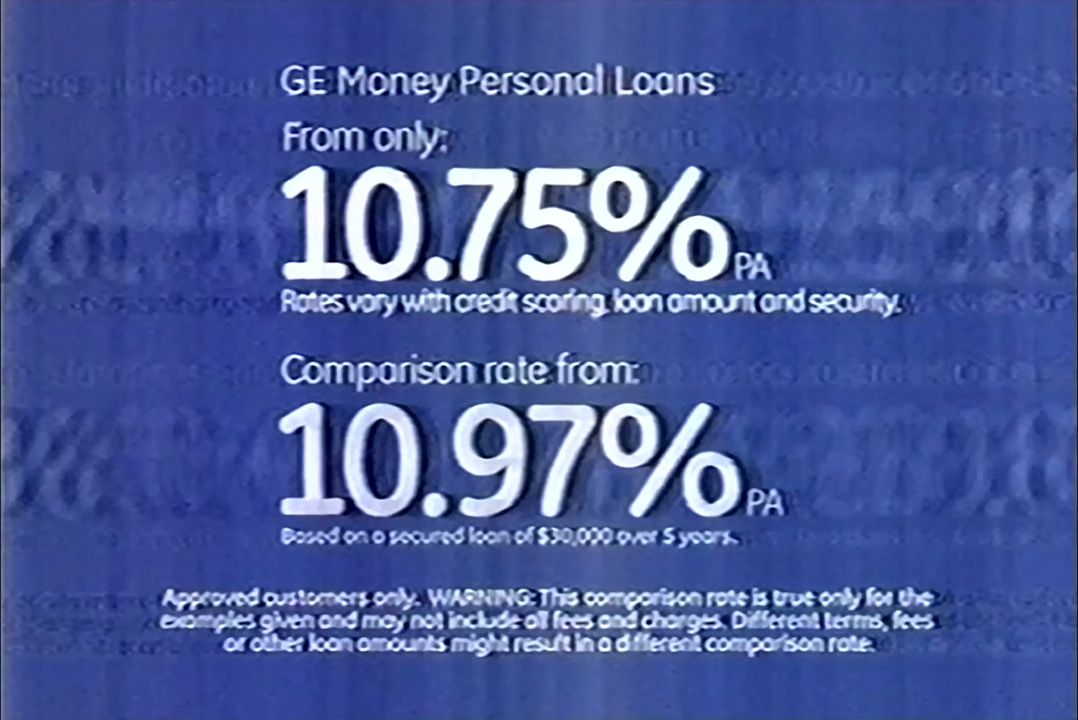 GE Money Personal Loans
From only:
10.75% PA
Rates vary with credit scoring, loan amount and security.
Comparison rate from:
10.97% PA
Based on a secured loan of $30,000 over 5 years.
Approved customers only. WARNING: This comparison rate is true only for the
examples given and may not include all fees and charges. Different terms, fees
or other loan amounts might result in a different comparison rate.